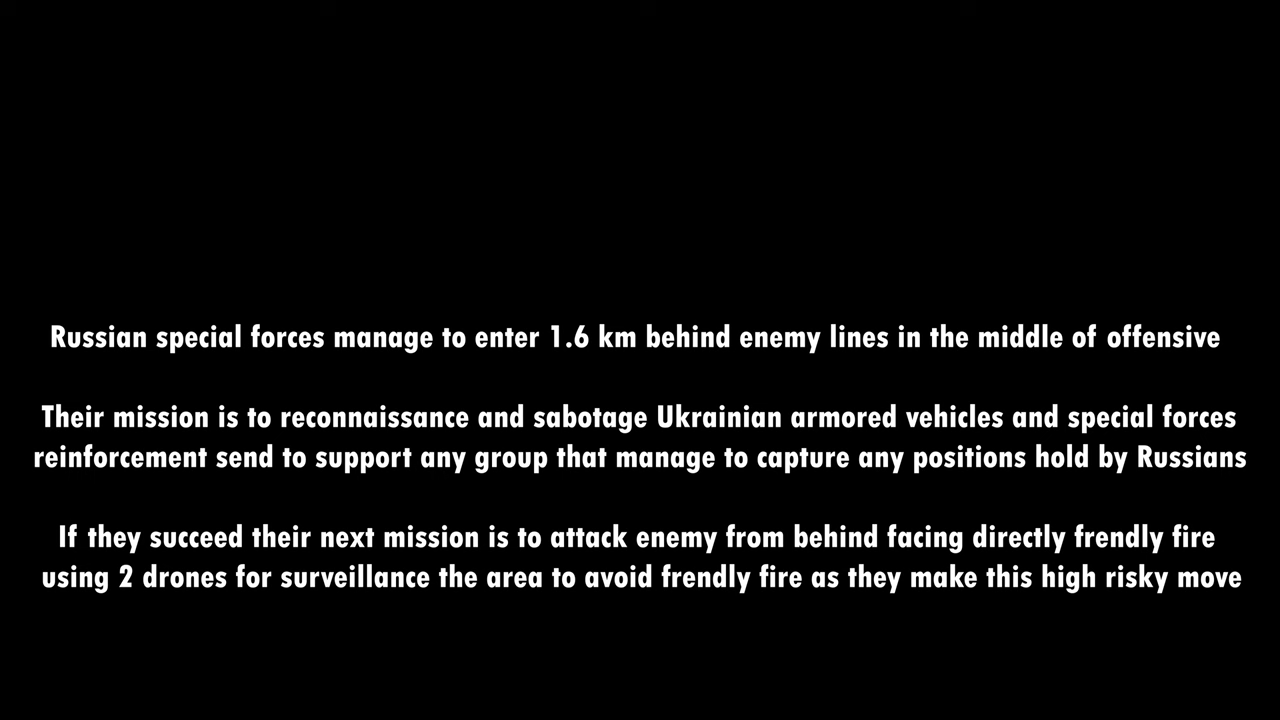 Russian special forces manage to enter 1.6 km behind enemy lines in the middle of offensive
Their mission is to reconnaissance and sabotage Ukrainian armored vehicles and special forces
reinforcement send to support any group that manage to capture any positions hold by Russians
If they succeed their next mission is to attack enemy from behind facing directly frendly fire
using 2 drones for surveillance the area to avoid frendly fire as they make this high risky move